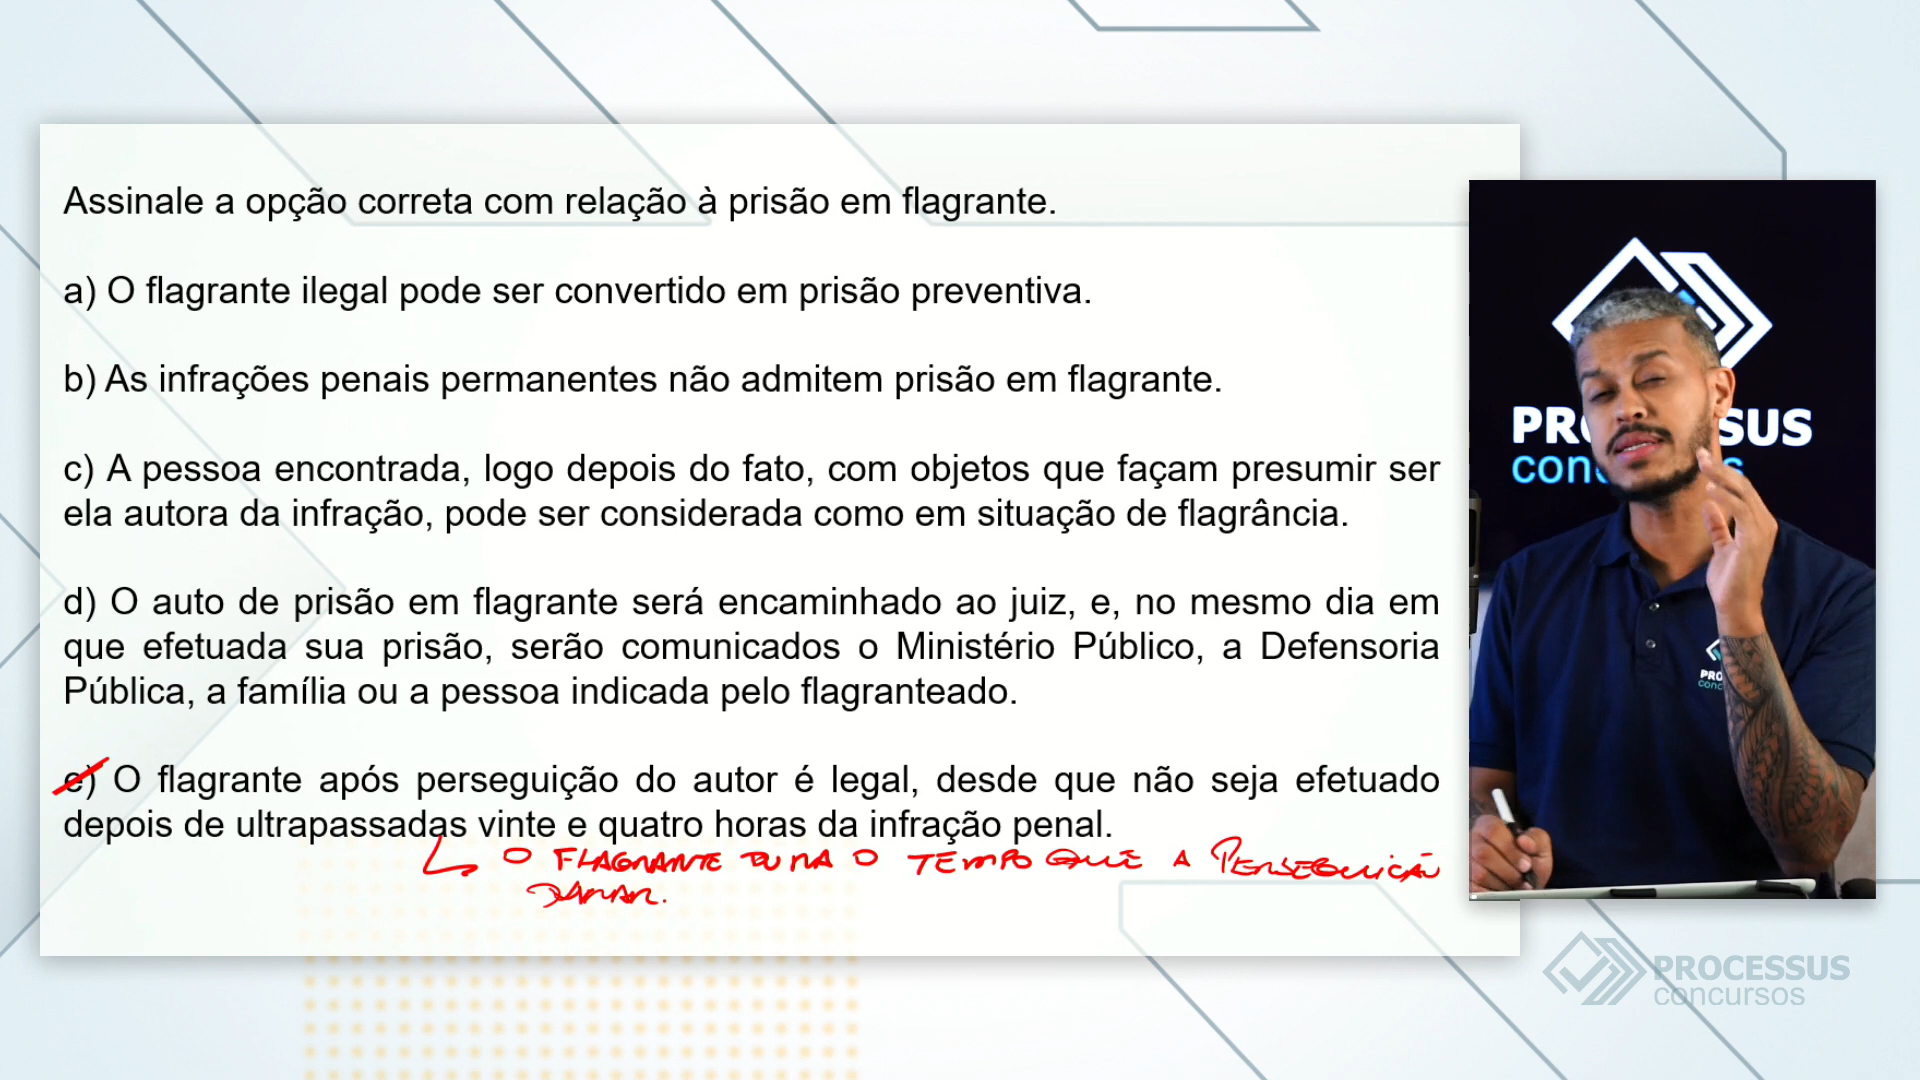 Assinale a opção correta com relação à prisão em flagrante.
a) O flagrante ilegal pode ser convertido em prisão preventiva.
b) As infrações penais permanentes não admitem prisão em flagrante.
c) A pessoa encontrada, logo depois do fato, com objetos que façam presumir ser
ela autora da infração, pode ser considerada como em situação de flagrância.
d) O auto de prisão em flagrante será encaminhado ao juiz, e, no mesmo dia em
que efetuada sua prisão, serão comunicados o Ministério Público, a Defensoria
Pública, a família ou a pessoa indicada pelo flagranteado.
e) O flagrante após perseguição do autor é legal, desde que não seja efetuado
depois de ultrapassadas vinte e quatro horas da infração penal.
O FLAGRANTE DURA O TEMPO QUE A PERSEGUIÇÃO
DURAR.
PROCESSUS
concursos